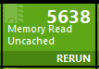 5638
Memory Read
Uncached
RERUN